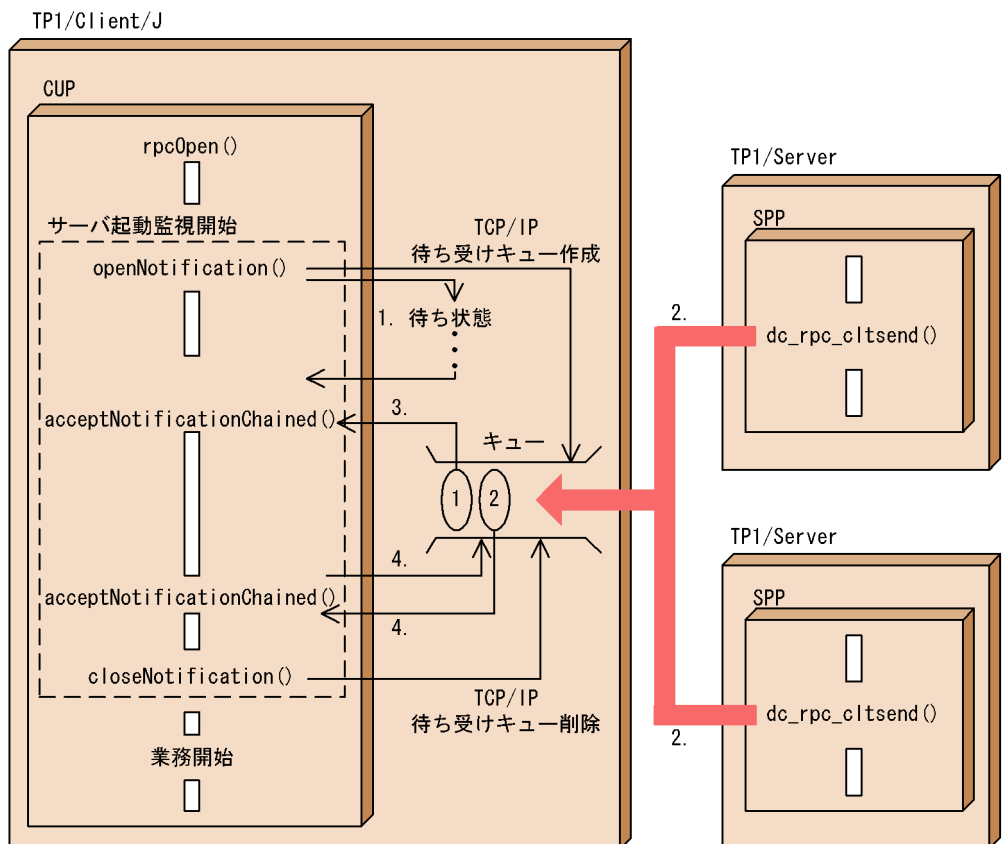 TP1/Client/J
CUP
rpcOpen()
サーバ起動監視開始
openNotification()
TCP/IP
待ち受けキュー作成
1. 待ち状態
acceptNotificationChained()
3.
キュー
1
2
4.
acceptNotificationChained()
4.
closeNotification()
TCP/IP
待ち受けキュー削除
業務開始
TP1/Server
SPP
2.
dc_rpc_cltsend()
TP1/Server
SPP
dc_rpc_cltsend()
2.